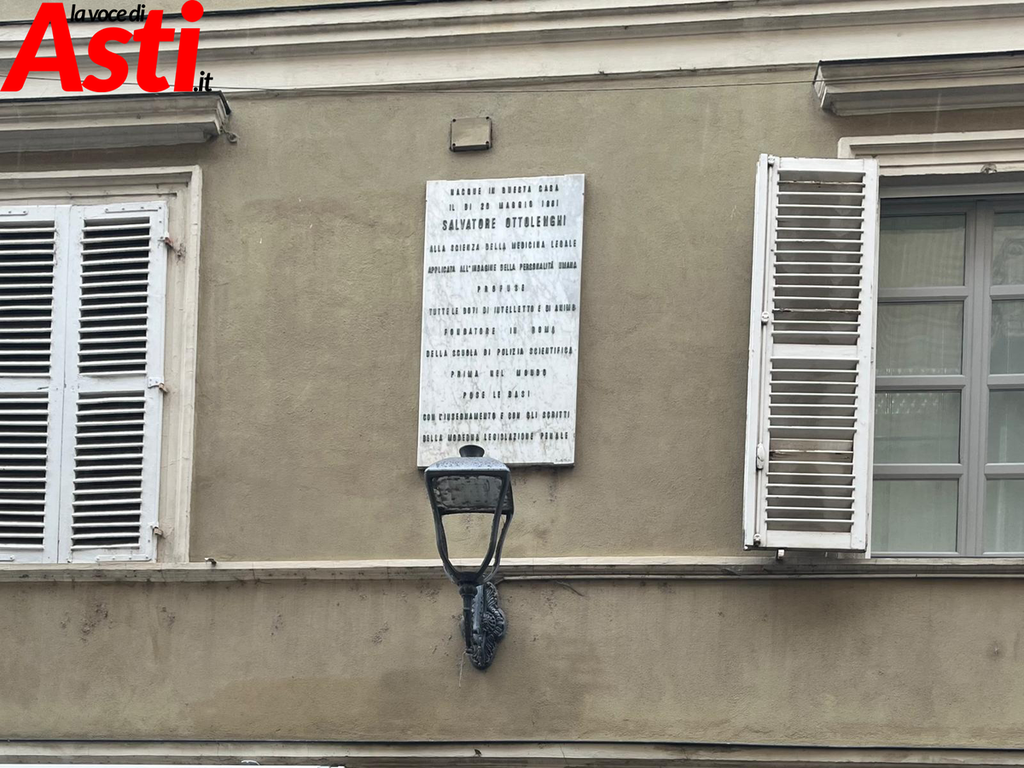 la voce di
Asti
.it
NACQUE IN QUESTA CASA
IL DI 20 MAGGIO 1861
SALVATORE OTTOLENGHI
ALLA SCIENZA DELLA MEDICINA LEGALE
APPLICATA ALL'INDAGINE DELLA PERSONALITÀ UMANA
PROFUSE
TUTTE LE DOTI DI INTELLETTO E DI ANIMO
FONDATORE IN ROMA
DELLA SCUOLA DI POLIZIA SCIENTIFICA
PRIMA NEL MONDO
POSE LE BASI
CON L'INSEGNAMENTO E CON GLI SCRITTI
DELLA MODERNA LEGISLAZIONE PENALE